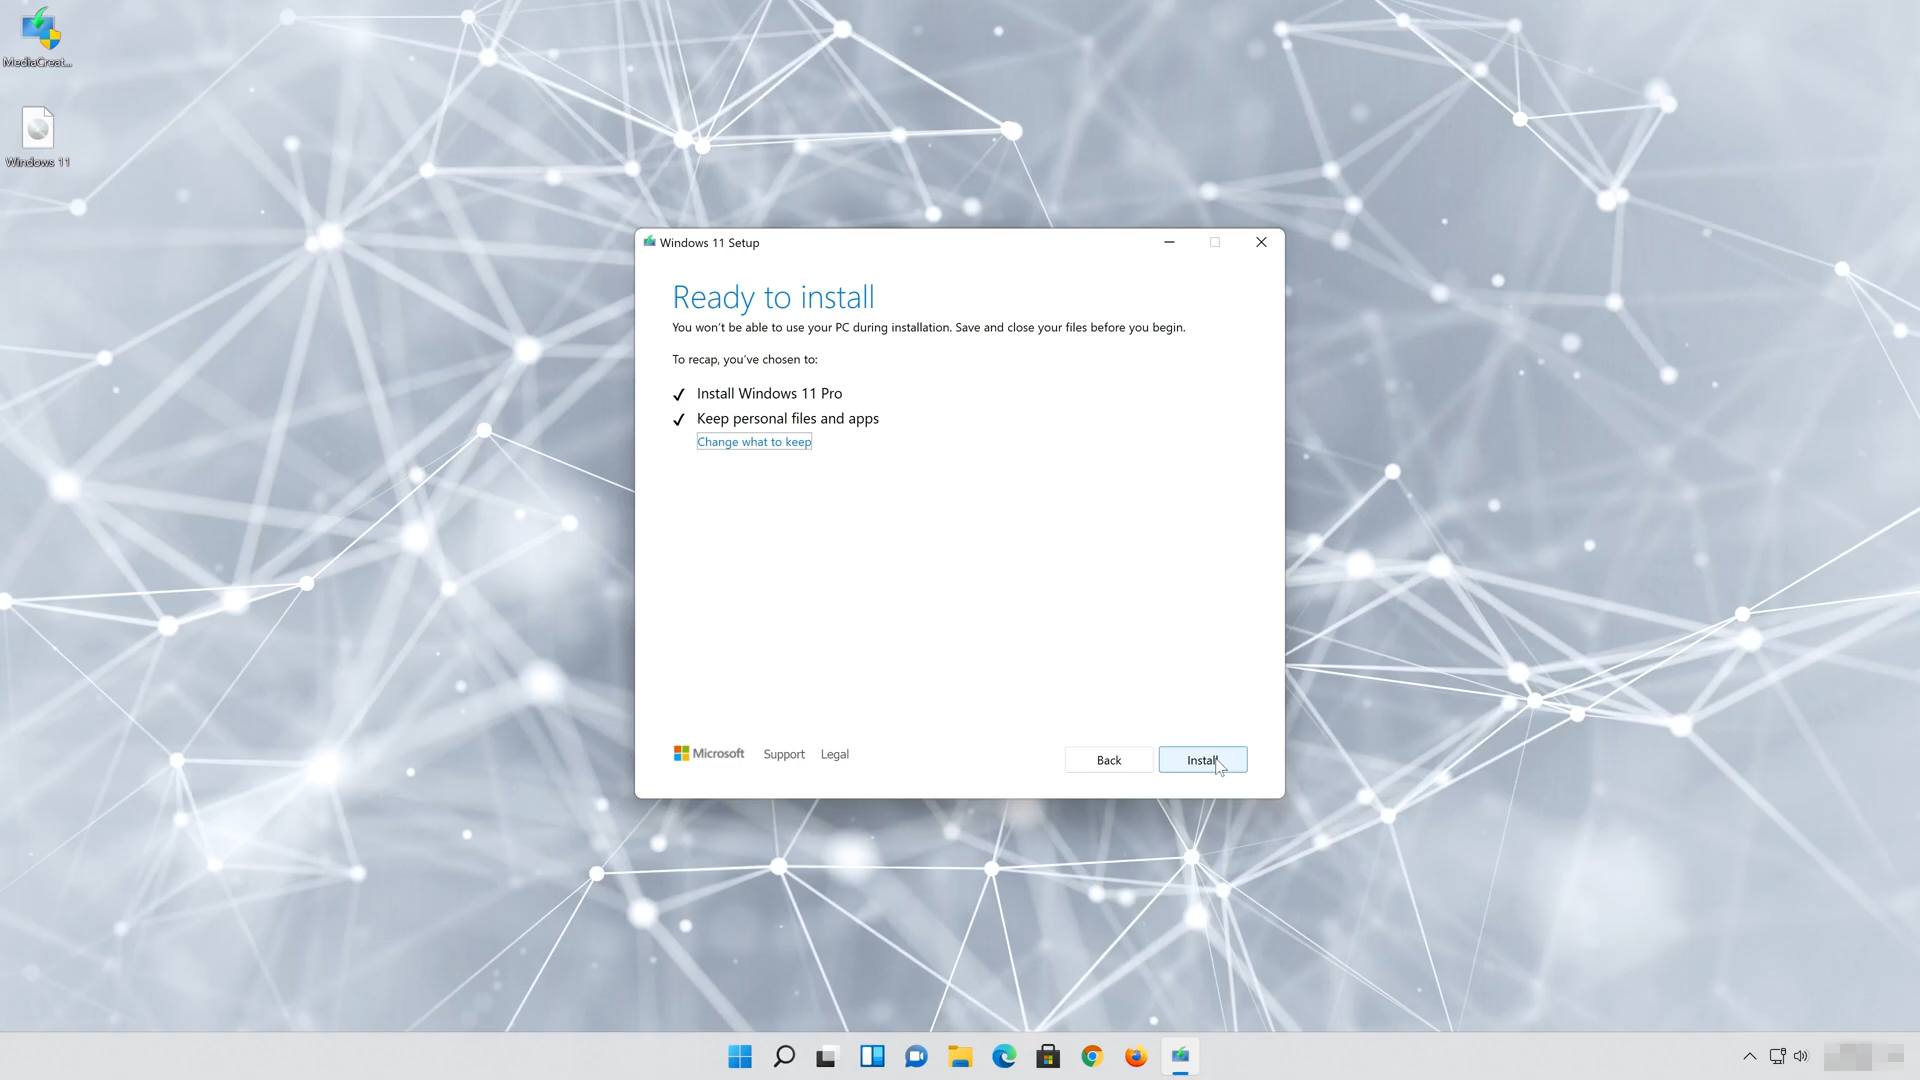 MediaCreat...
Windows 11
Windows 11 Setup
Ready to install
You won't be able to use your PC during installation. Save and close your files before you begin.
To recap, you've chosen to:
Install Windows 11 Pro
Keep personal files and apps
Change what to keep
Microsoft
Support
Legal
Back
Install